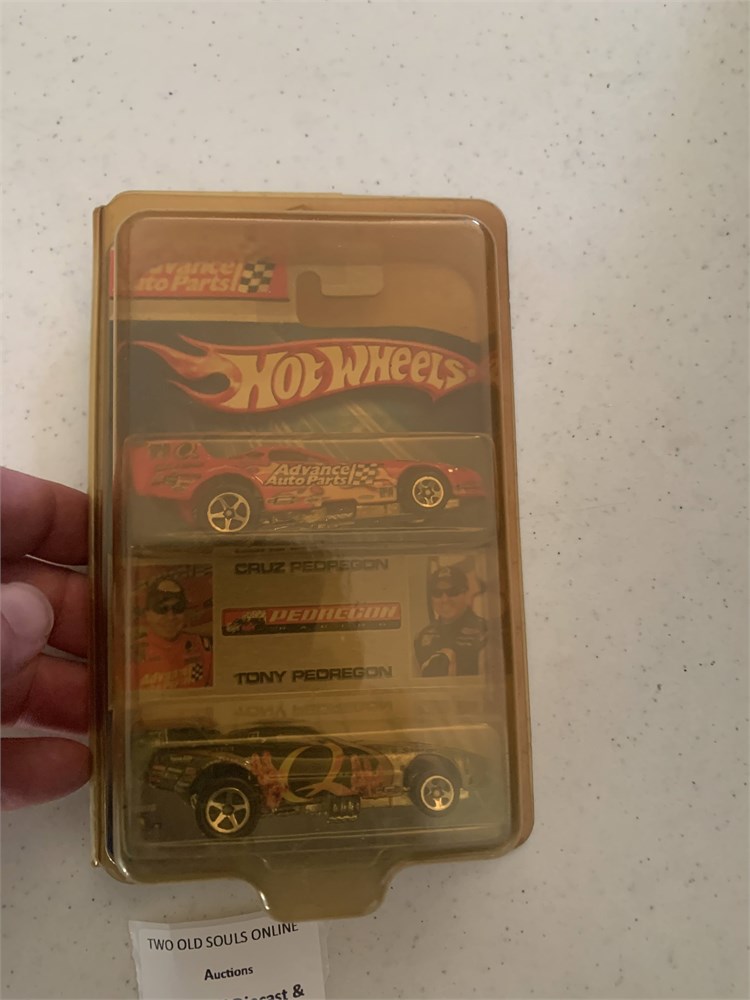 Advance
Auto Parts
HOT WHEELS
Advance
Auto Parts
CRUZ PEDREGON
PEDREGON
TONY PEDREGON
Q
TWO OLD SOULS ONLINE
Auctions
Diecast &